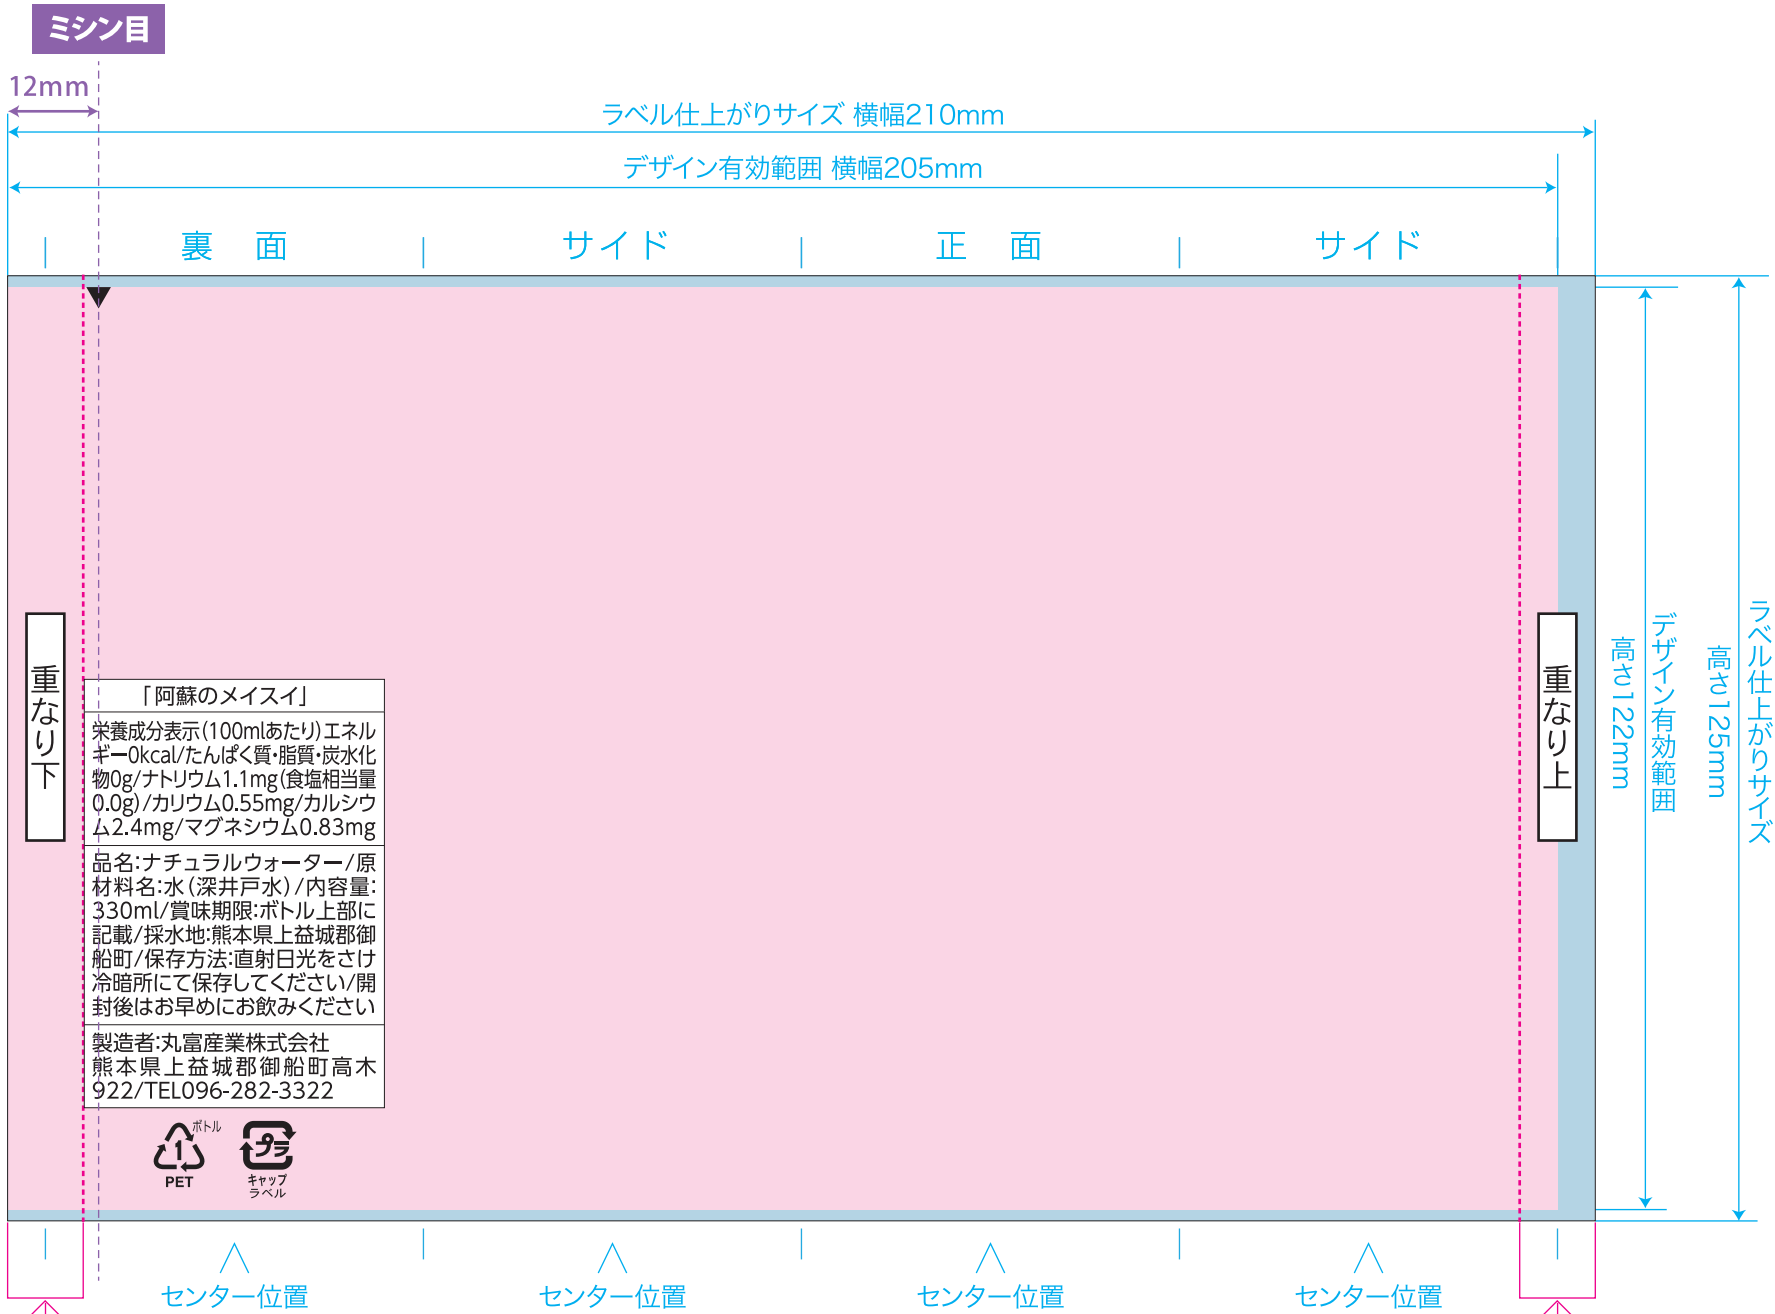 ミシン目
12mm
ラベル仕上がりサイズ 横幅210mm
デザイン有効範囲 横幅205mm
裏 面
サイド
正 面
サイド
重なり下
「阿蘇のメイスイ」
栄養成分表示(100mlあたり)エネル
ギー0kcal/たんぱく質・脂質・炭水化
物0g/ナトリウム1.1mg(食塩相当量
0.0g)/カリウム0.55mg/カルシウ
ム2.4mg/マグネシウム0.83mg
品名:ナチュラルウォーター/原
材料名:水(深井戸水)/内容量:
330ml/賞味期限:ボトル上部に
記載/採水地:熊本県上益城郡御
船町/保存方法:直射日光をさけ
冷暗所にて保存してください/開
封後はお早めにお飲みください
製造者:丸富産業株式会社
熊本県上益城郡御船町高木
922/TEL096-282-3322
1
ボトル
PET
プラ
キャップ
ラベル
重なり上
デザイン有効範囲
高さ122mm
ラベル仕上がりサイズ
高さ125mm
センター位置
センター位置
センター位置
センター位置